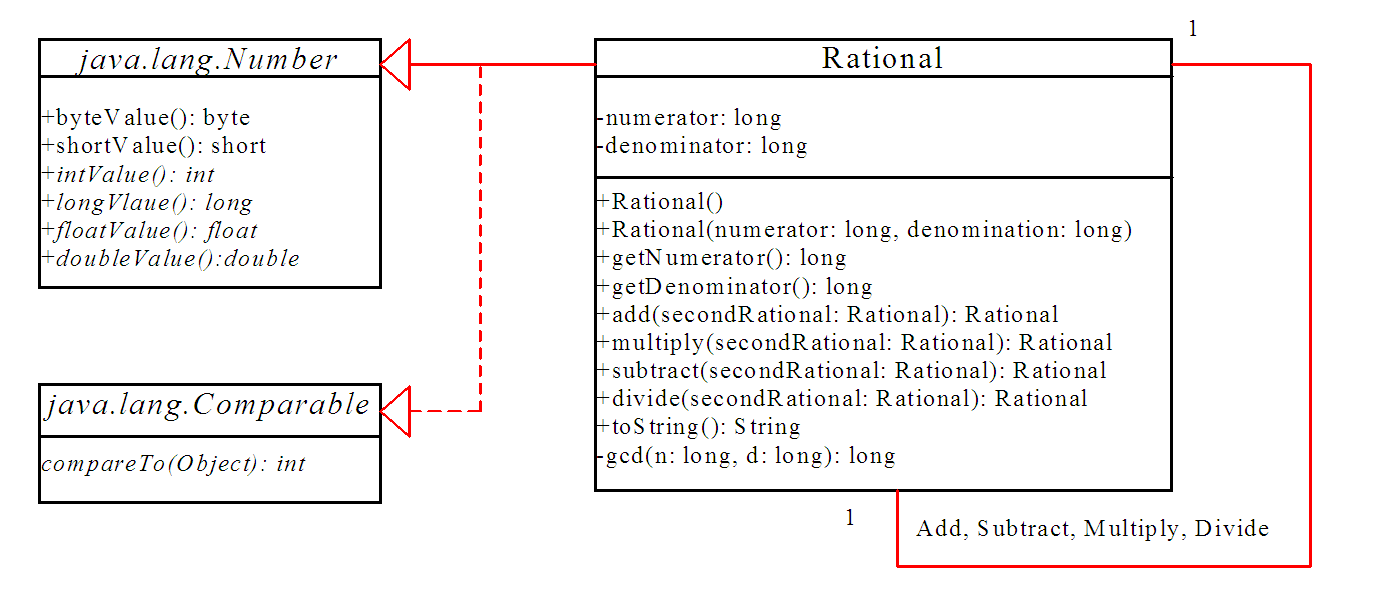 java.lang.Number
+byteValue(): byte
+shortValue(): short
+intValue(): int
+longVlaue(): long
+floatValue(): float
+doubleValue():double
java.lang.Comparable
compareTo(Object): int
1
Rational
-numerator: long
-denominator: long
+Rational()
+Rational(numerator: long, denomination: long)
+getNumerator(): long
+getDenominator(): long
+add(secondRational: Rational): Rational
+multiply(secondRational: Rational): Rational
+subtract(secondRational: Rational): Rational
+divide(secondRational: Rational): Rational
+toString(): String
-gcd(n: long, d: long): long
1
Add, Subtract, Multiply, Divide